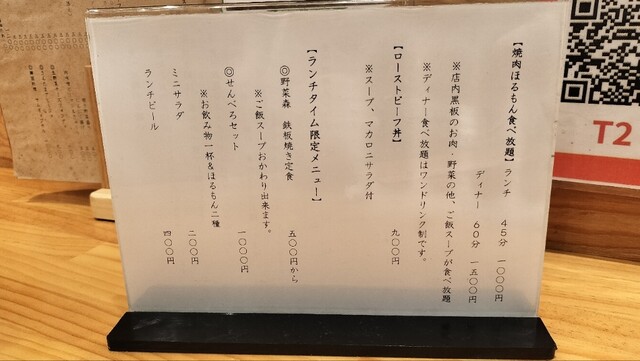 【焼肉ほるもん食べ放題】ランチ　４５分　一〇〇〇円
ディナー　６０分　一五〇〇円
※店内黒板のお肉・野菜の他、ご飯スープが食べ放題
※ディナー食べ放題はワンドリンク制です。
【ローストビーフ丼】　九〇〇円
※スープ、マカロニサラダ付
【ランチタイム限定メニュー】
◎野菜森　鉄板焼き定食　五〇〇円から
※ご飯スープおかわり出来ます。
◎せんべろセット　一〇〇〇円
※お飲み物一杯＆ほるもん二種
ミニサラダ　二〇〇円
ランチビール　四〇〇円
T2